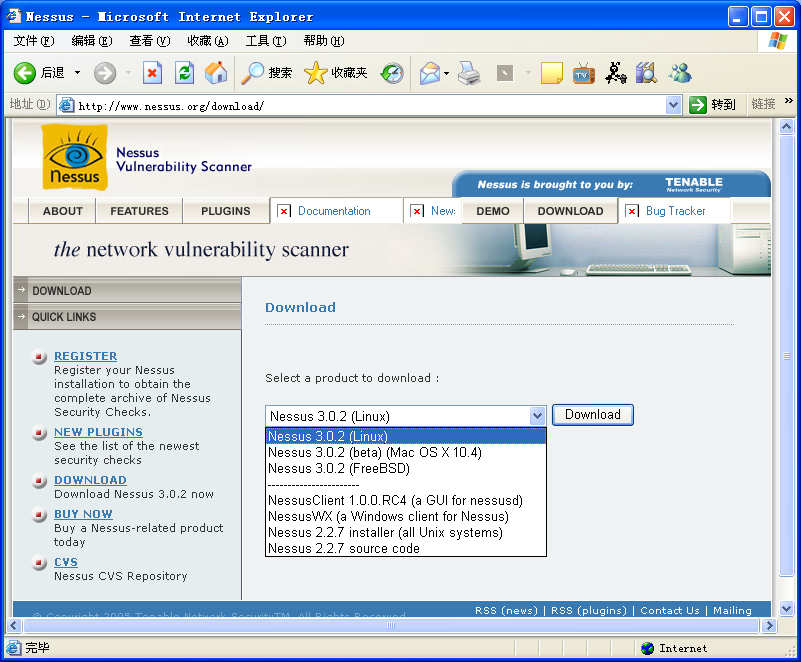 Nessus - Microsoft Internet Explorer
文件(F) 编辑(E) 查看(V) 收藏(A) 工具(T) 帮助(H)
后退 搜索 收藏夹
地址(D) http://www.nessus.org/download/ 转到 链接 »
Nessus
Nessus
Vulnerability Scanner
Nessus is brought to you by: TENABLE
Network Security
ABOUT FEATURES PLUGINS Documentation News DEMO DOWNLOAD Bug Tracker
the network vulnerability scanner
DOWNLOAD
QUICK LINKS
REGISTER
Register your Nessus
installation to obtain the
complete archive of Nessus
Security Checks.
NEW PLUGINS
See the list of the newest
security checks
DOWNLOAD
Download Nessus 3.0.2 now
BUY NOW
Buy a Nessus-related product
today
CVS
Nessus CVS Repository
Download
Select a product to download :
Nessus 3.0.2 (Linux) Download
Nessus 3.0.2 (Linux)
Nessus 3.0.2 (beta) (Mac OS X 10.4)
Nessus 3.0.2 (FreeBSD)
-----------------------
NessusClient 1.0.0.RC4 (a GUI for nessusd)
NessusWX (a Windows client for Nessus)
Nessus 2.2.7 installer (all Unix systems)
Nessus 2.2.7 source code
© Copyright 2005 Tenable Network SecurityTM. All Rights Reserved.
RSS (news) | RSS (plugins) | Contact Us | Mailing
完毕 Internet